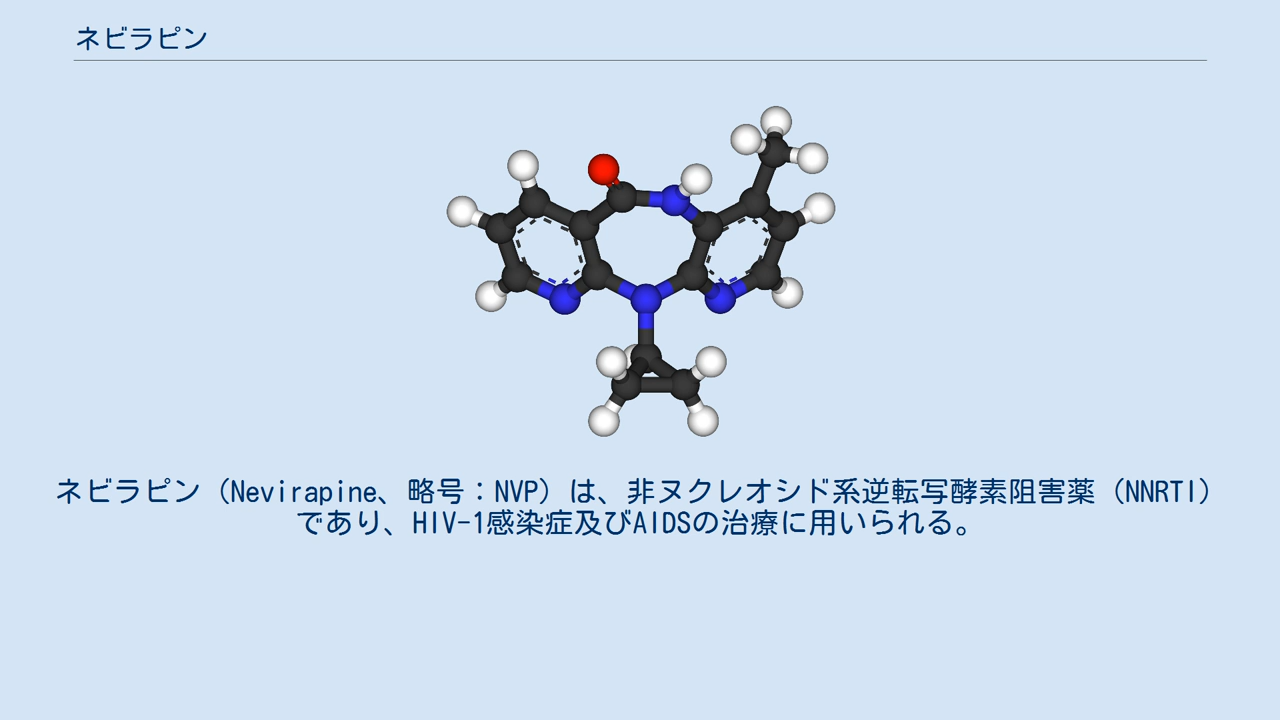 ネビラピン
ネビラピン（Nevirapine、略号：NVP）は、非ヌクレオシド系逆転写酵素阻害薬（NNRTI）
であり、HIV-1感染症及びAIDSの治療に用いられる。